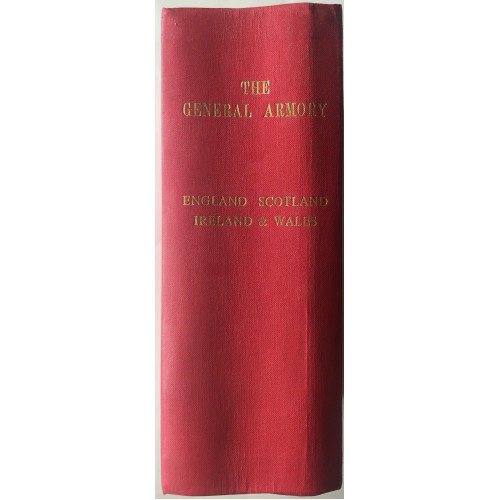 THE
GENERAL ARMORY
ENGLAND SCOTLAND
IRELAND & WALES